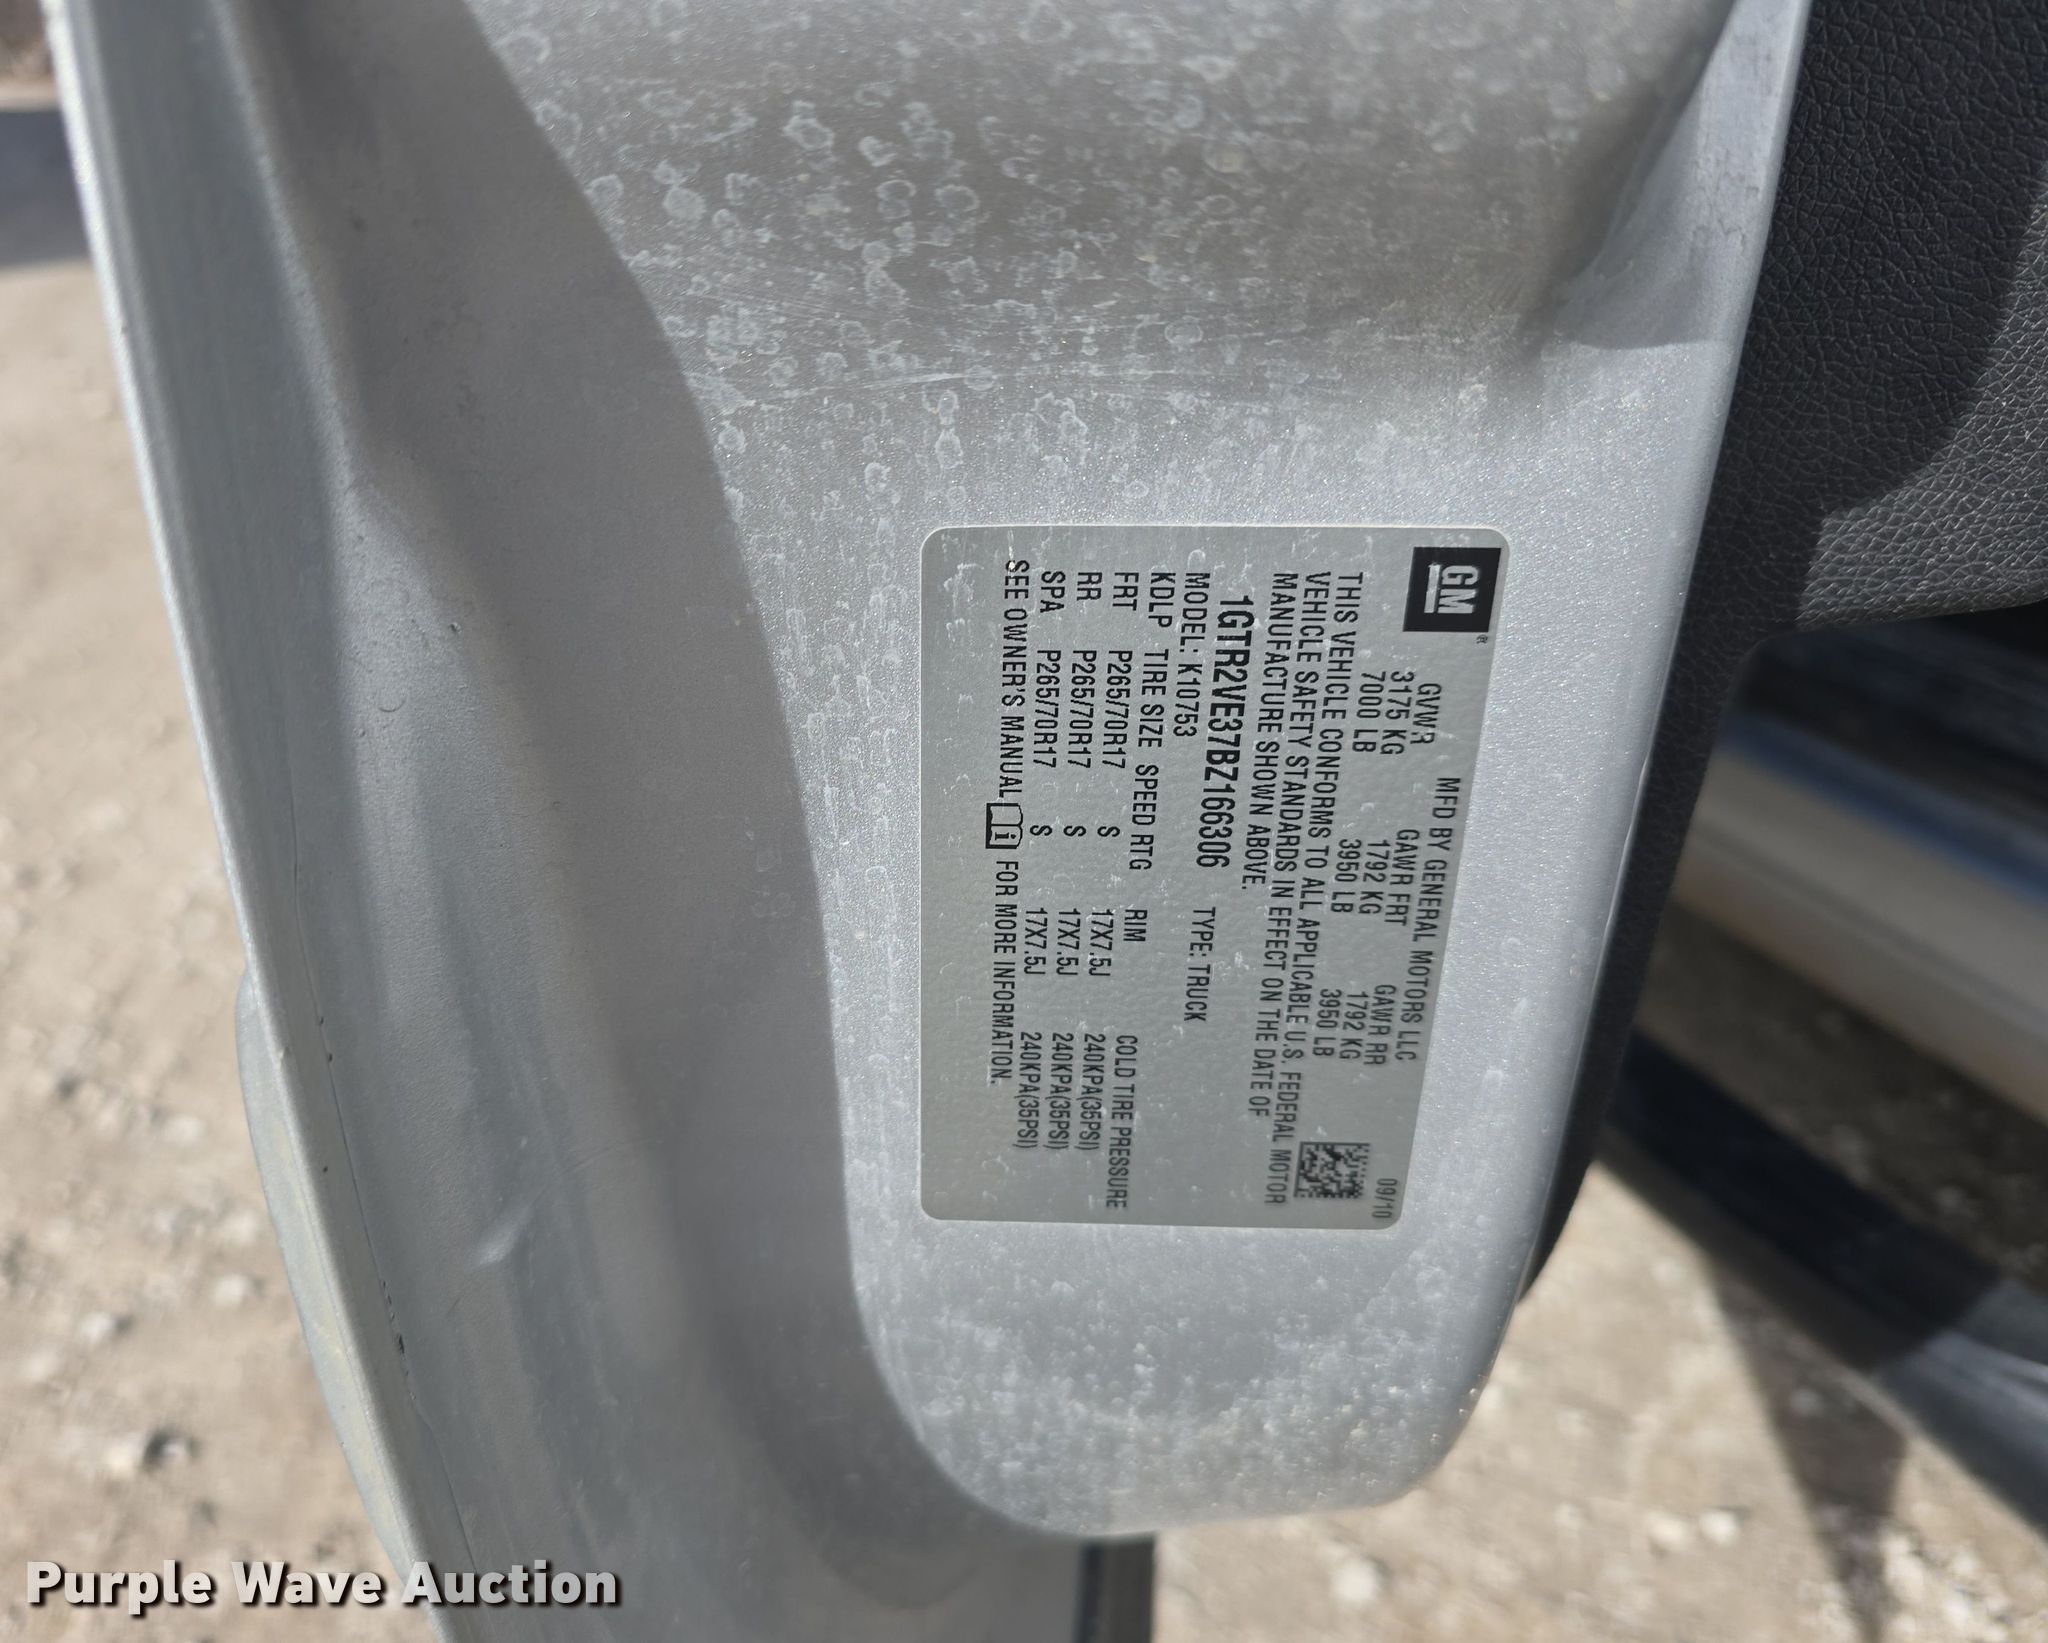 GM®
MFD BY GENERAL MOTORS LLC 09/10
GVWR GAWR FRT GAWR RR
3175 KG 1792 KG 1792 KG
7000 LB 3950 LB 3950 LB
THIS VEHICLE CONFORMS TO ALL APPLICABLE U.S. FEDERAL MOTOR
VEHICLE SAFETY STANDARDS IN EFFECT ON THE DATE OF
MANUFACTURE SHOWN ABOVE.
1GTR2VE37BZ166306 TYPE: TRUCK
MODEL: K10753
KDLP TIRE SIZE SPEED RTG RIM COLD TIRE PRESSURE
FRT P265/70R17 S 17X7.5J 240KPA(35PSI)
RR P265/70R17 S 17X7.5J 240KPA(35PSI)
SPA P265/70R17 S 17X7.5J 240KPA(35PSI)
SEE OWNER'S MANUAL i FOR MORE INFORMATION.
Purple Wave Auction